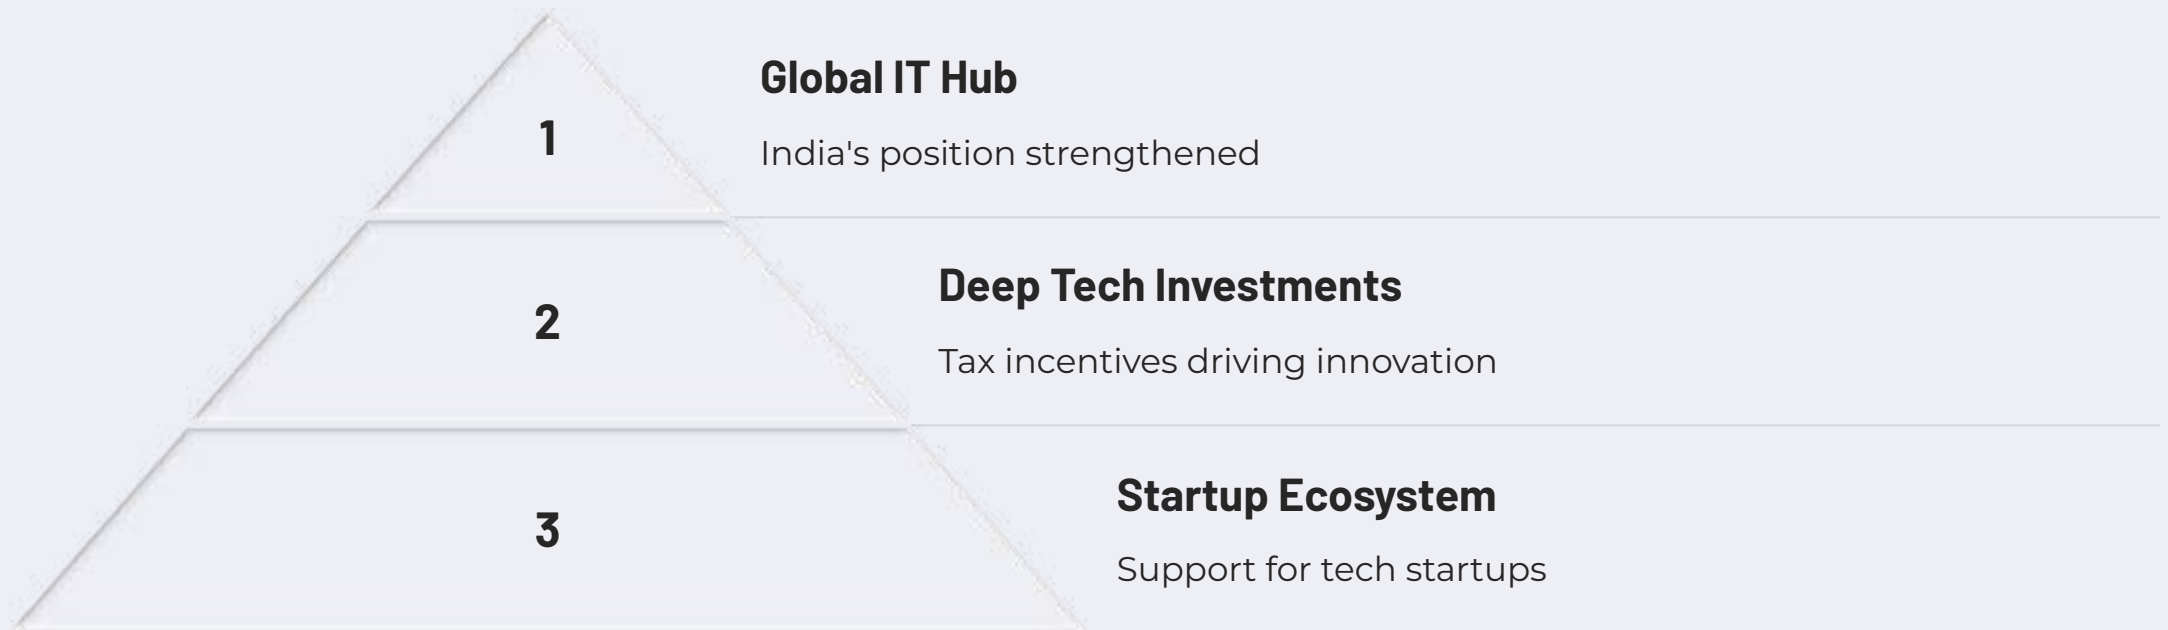 1
Global IT Hub
India's position strengthened
2
Deep Tech Investments
Tax incentives driving innovation
3
Startup Ecosystem
Support for tech startups